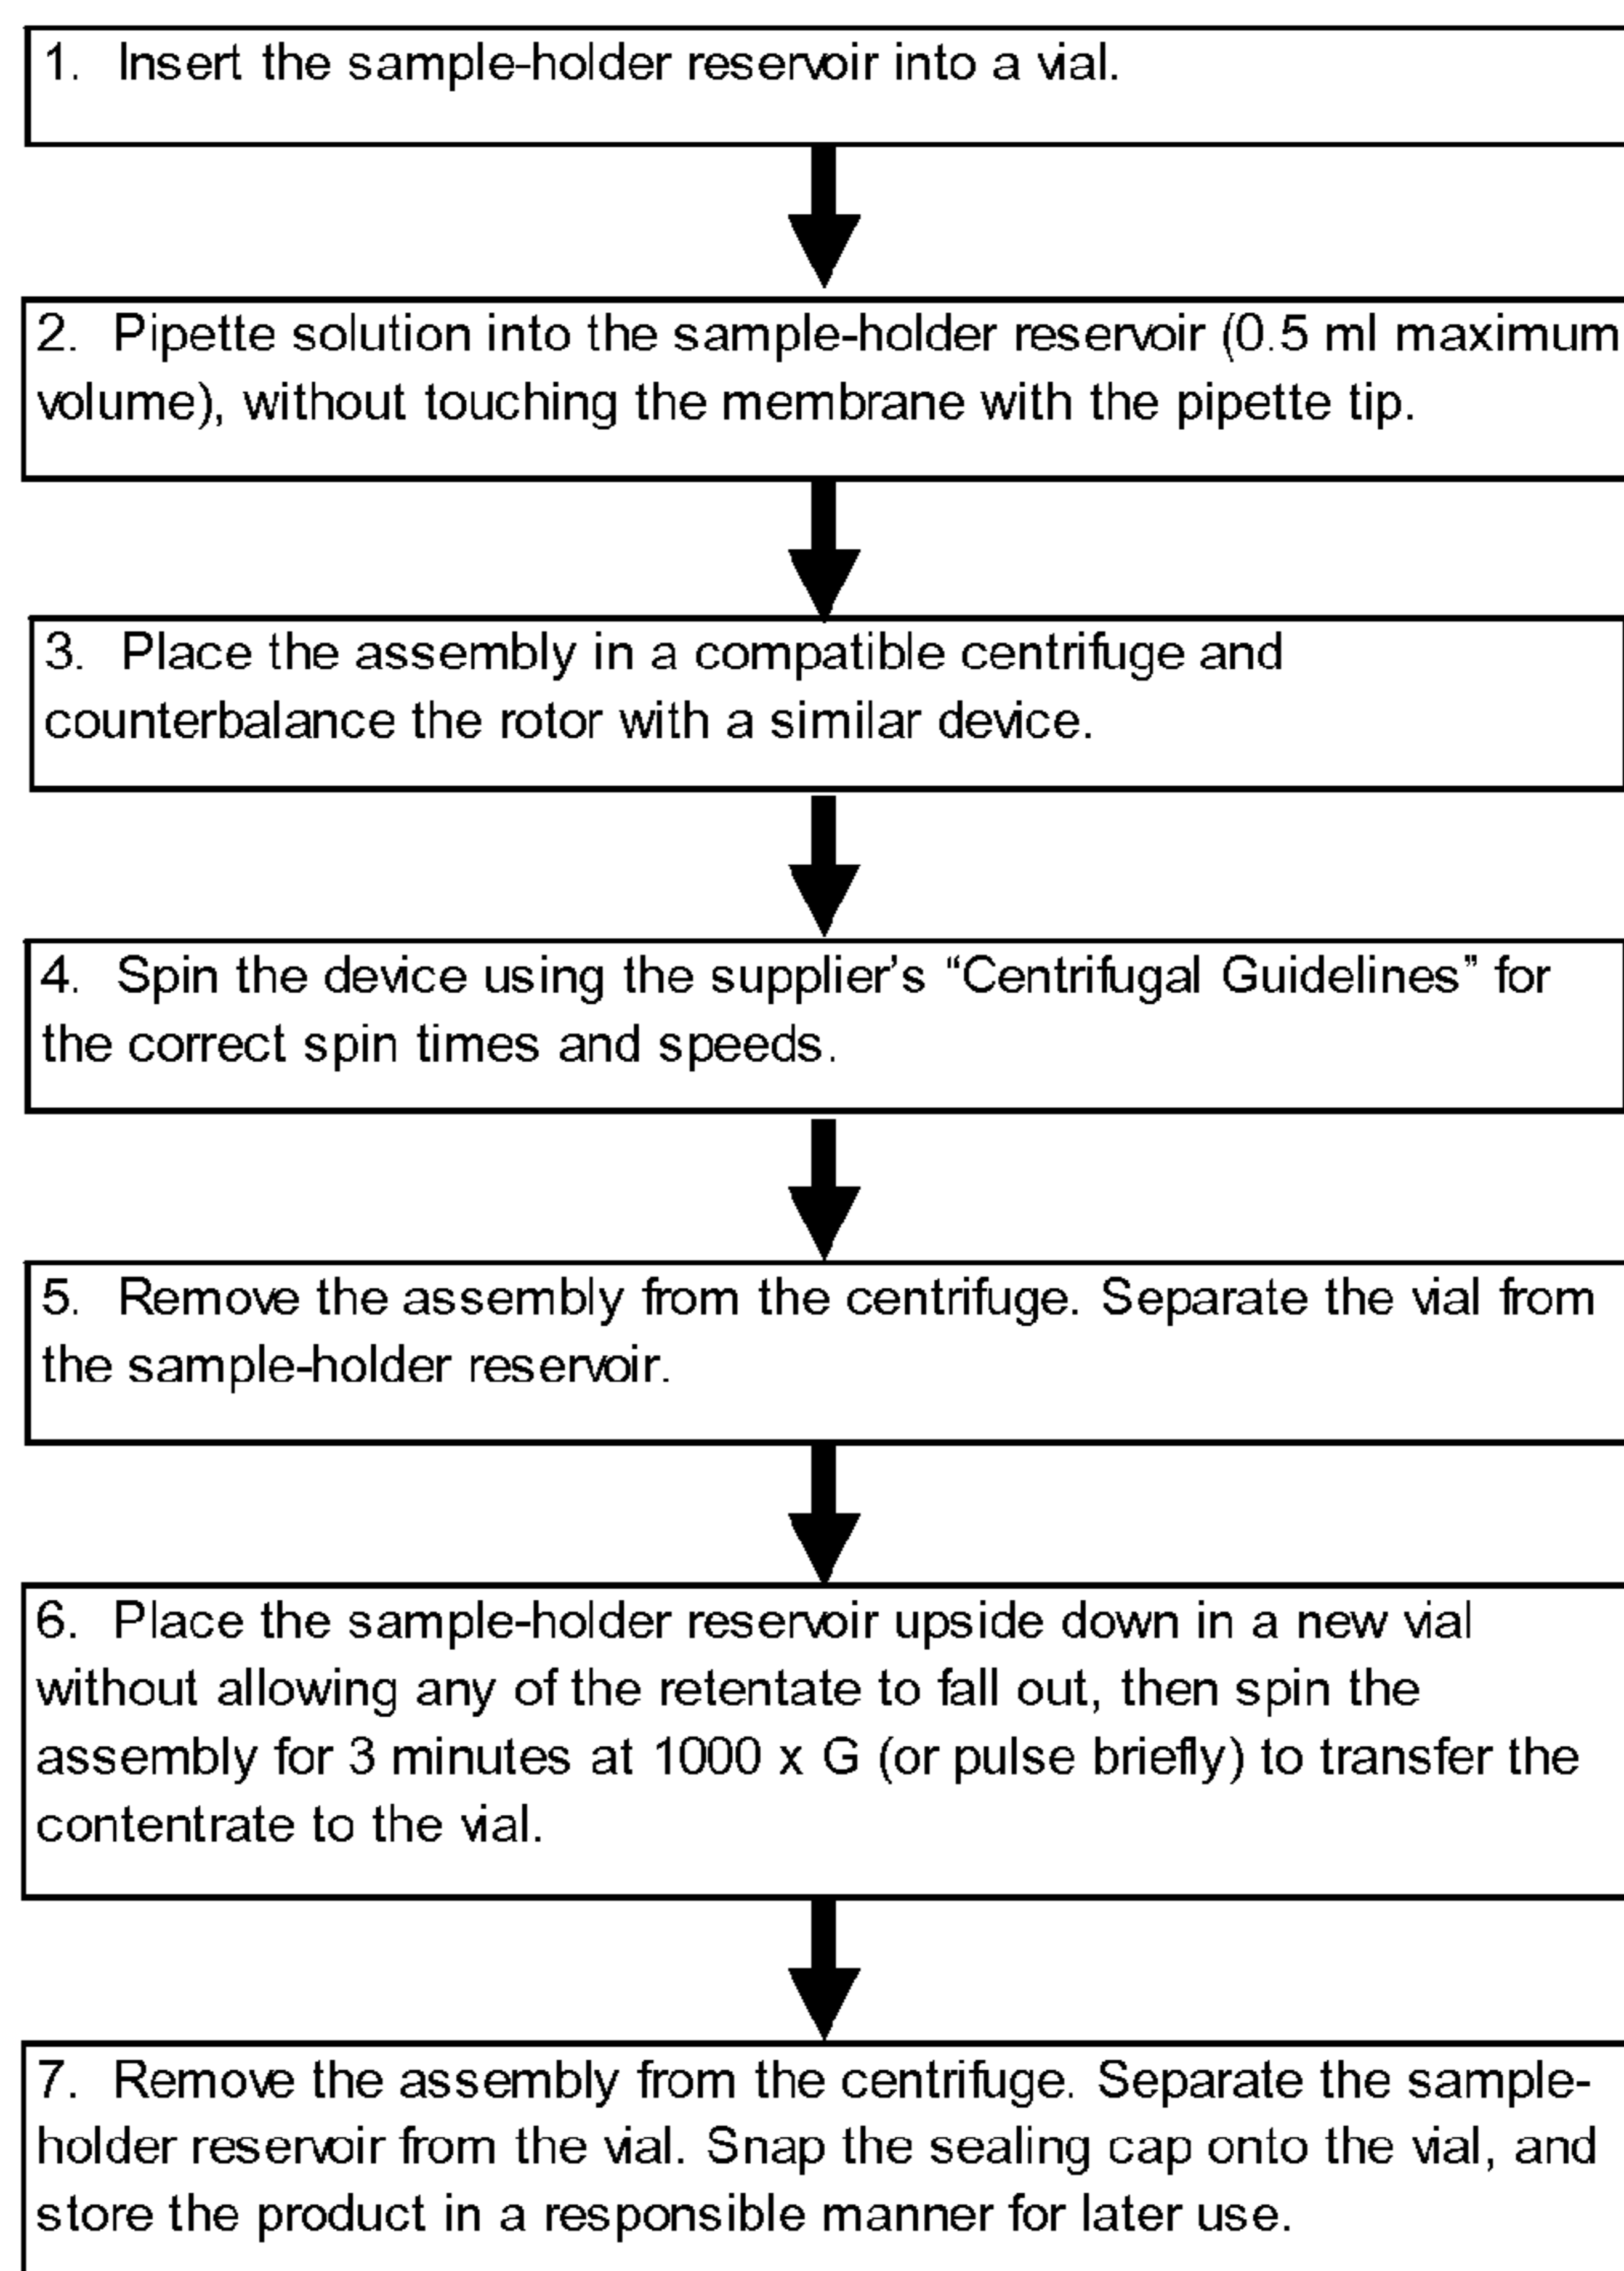 1. Insert the sample-holder reservoir into a vial.
2. Pipette solution into the sample-holder reservoir (0.5 ml maximum
volume), without touching the membrane with the pipette tip.
3. Place the assembly in a compatible centrifuge and
counterbalance the rotor with a similar device.
4. Spin the device using the supplier's “Centrifugal Guidelines” for
the correct spin times and speeds.
5. Remove the assembly from the centrifuge. Separate the vial from
the sample-holder reservoir.
6. Place the sample-holder reservoir upside down in a new vial
without allowing any of the retentate to fall out, then spin the
assembly for 3 minutes at 1000 x G (or pulse briefly) to transfer the
contentrate to the vial.
7. Remove the assembly from the centrifuge. Separate the sample-
holder reservoir from the vial. Snap the sealing cap onto the vial, and
store the product in a responsible manner for later use.